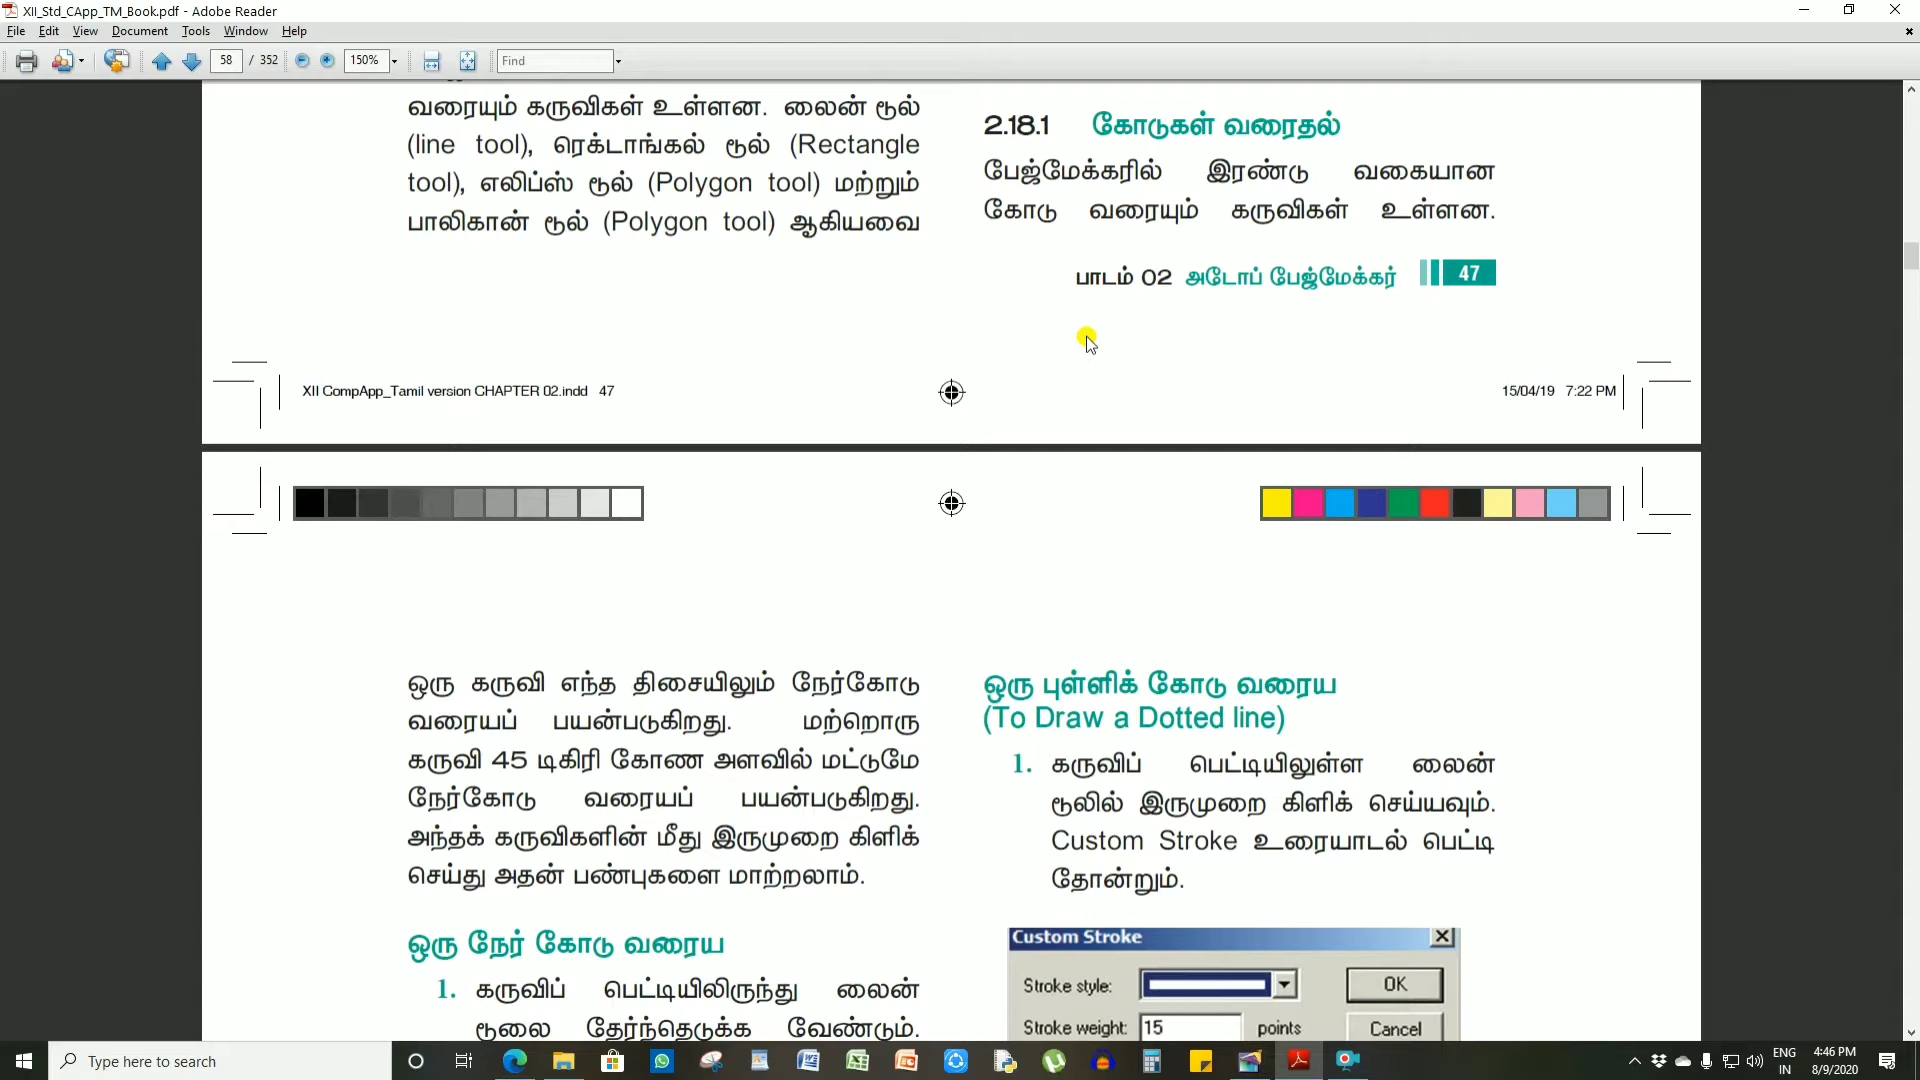 XII_Std_CApp_TM_Book.pdf - Adobe Reader
File Edit View Document Tools Window Help
58 / 352 150% Find
வரையும் கருவிகள் உள்ளன. லைன் டூல்
(line tool), ரெக்டாங்கல் டூல் (Rectangle
tool), எலிப்ஸ் டூல் (Polygon tool) மற்றும்
பாலிகான் டூல் (Polygon tool) ஆகியவை
2.18.1 கோடுகள் வரைதல்
பேஜ்மேக்கரில் இரண்டு வகையான
கோடு வரையும் கருவிகள் உள்ளன.
பாடம் 02 அடோப் பேஜ்மேக்கர் 47
XII CompApp_Tamil version CHAPTER 02.indd 47
15/04/19 7:22 PM
ஒரு கருவி எந்த திசையிலும் நேர்கோடு
வரையப் பயன்படுகிறது. மற்றொரு
கருவி 45 டிகிரி கோண அளவில் மட்டுமே
நேர்கோடு வரையப் பயன்படுகிறது.
அந்தக் கருவிகளின் மீது இருமுறை கிளிக்
செய்து அதன் பண்புகளை மாற்றலாம்.
ஒரு நேர் கோடு வரைய
1. கருவிப் பெட்டியிலிருந்து லைன்
டூலை தேர்ந்தெடுக்க வேண்டும்.
ஒரு புள்ளிக் கோடு வரைய
(To Draw a Dotted line)
1. கருவிப் பெட்டியிலுள்ள லைன்
டூலில் இருமுறை கிளிக் செய்யவும்.
Custom Stroke உரையாடல் பெட்டி
தோன்றும்.
Custom Stroke
Stroke style: OK
Stroke weight: 15 points Cancel
Type here to search
ENG
IN
4:46 PM
8/9/2020